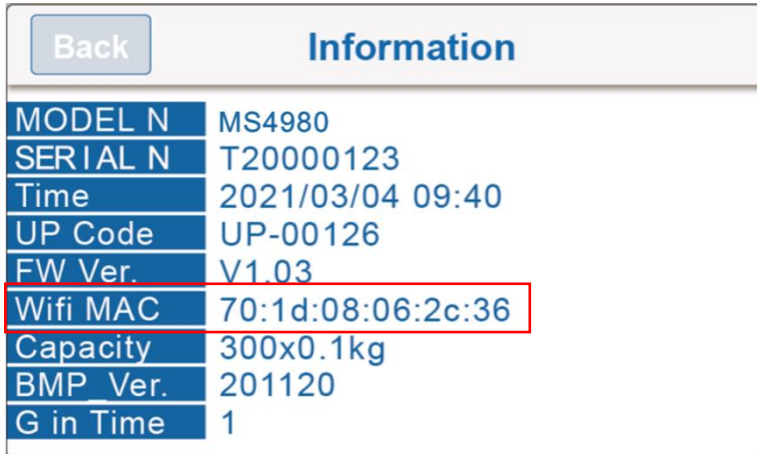 Back
Information
MODEL N MS4980
SERIAL N T20000123
Time 2021/03/04 09:40
UP Code UP-00126
FW Ver. V1.03
Wifi MAC 70:1d:08:06:2c:36
Capacity 300x0.1kg
BMP_Ver. 201120
G in Time 1